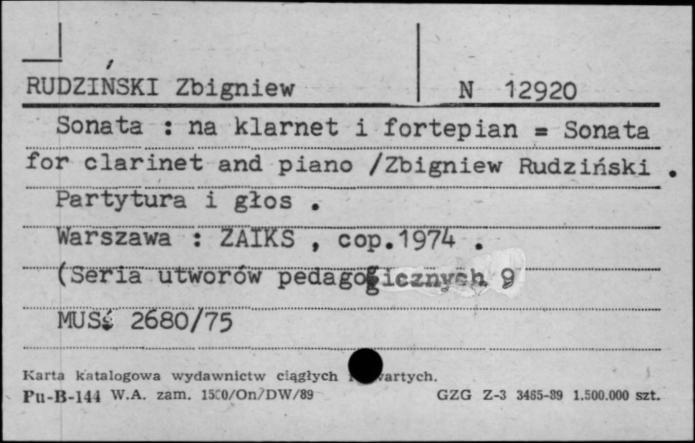 RUDZIŃSKI Zbigniew N 12920
Sonata : na klarnet i fortepian = Sonata
for clarinet and piano /Zbigniew Rudziński .
Partytura i głos .
Warszawa : ZAIKS , cop.1974 .
(Seria utworów pedagogicznych 9
MUS 2680/75
Karta katalogowa wydawnictw ciągłych
Pu-B-144 W.A. zam. 1500/On/DW/89 GZG Z-3 3465-89 1.500.000 szt.